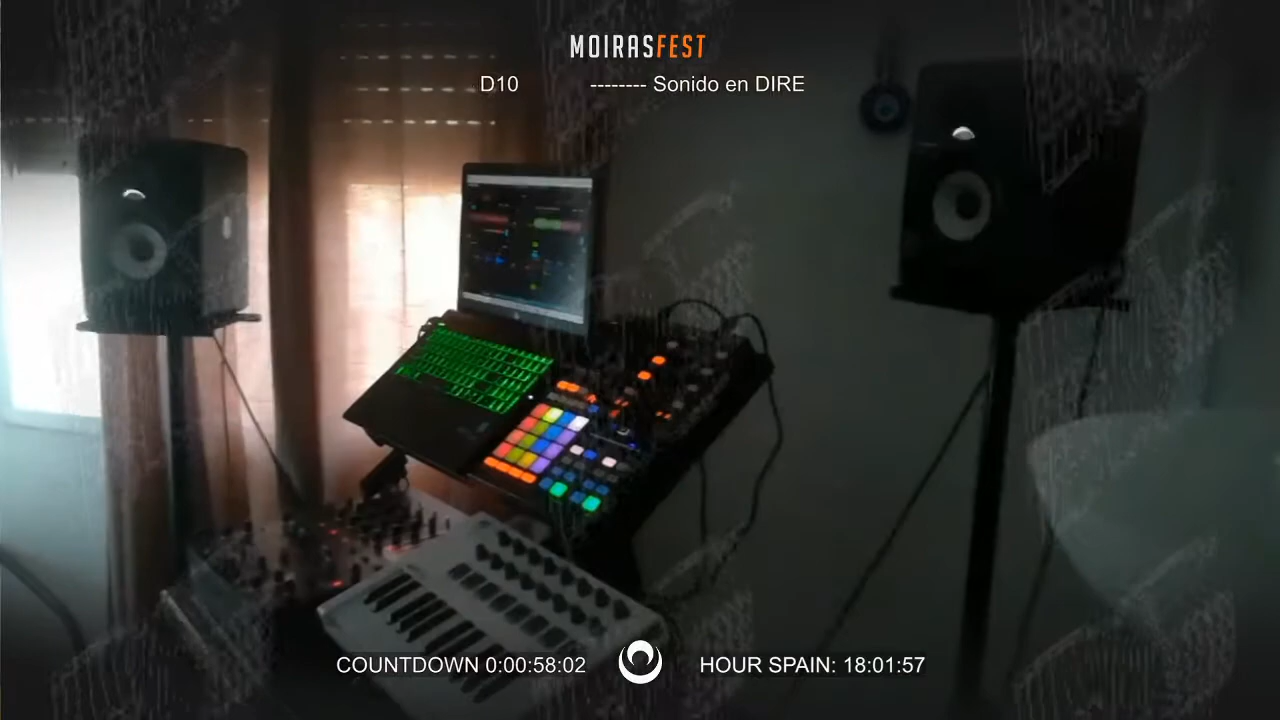 MOIRASFEST
D10 -------- Sonido en DIRE
COUNTDOWN 0:00:58:02
HOUR SPAIN: 18:01:57